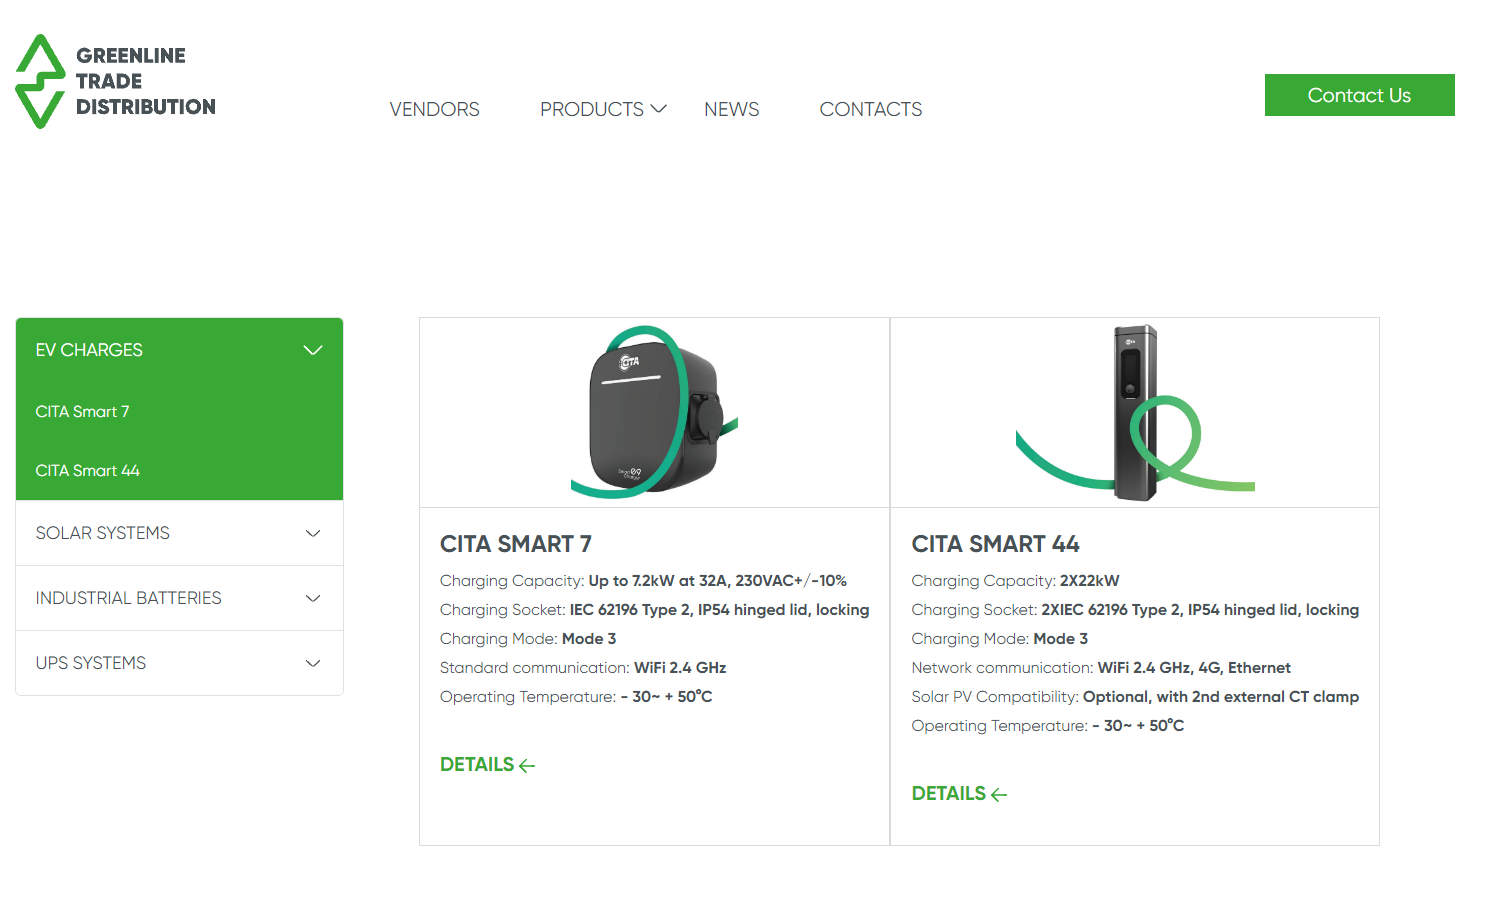 GREENLINE
TRADE
DISTRIBUTION
VENDORS PRODUCTS NEWS CONTACTS
Contact Us
EV CHARGES
CITA Smart 7
CITA Smart 44
SOLAR SYSTEMS
INDUSTRIAL BATTERIES
UPS SYSTEMS
CITA
Smart
Charger
CITA SMART 7
Charging Capacity: Up to 7.2kW at 32A, 230VAC+/-10%
Charging Socket: IEC 62196 Type 2, IP54 hinged lid, locking
Charging Mode: Mode 3
Standard communication: WiFi 2.4 GHz
Operating Temperature: - 30~ + 50°C
DETAILS
CITA
CITA SMART 44
Charging Capacity: 2X22kW
Charging Socket: 2XIEC 62196 Type 2, IP54 hinged lid, locking
Charging Mode: Mode 3
Network communication: WiFi 2.4 GHz, 4G, Ethernet
Solar PV Compatibility: Optional, with 2nd external CT clamp
Operating Temperature: - 30~ + 50°C
DETAILS